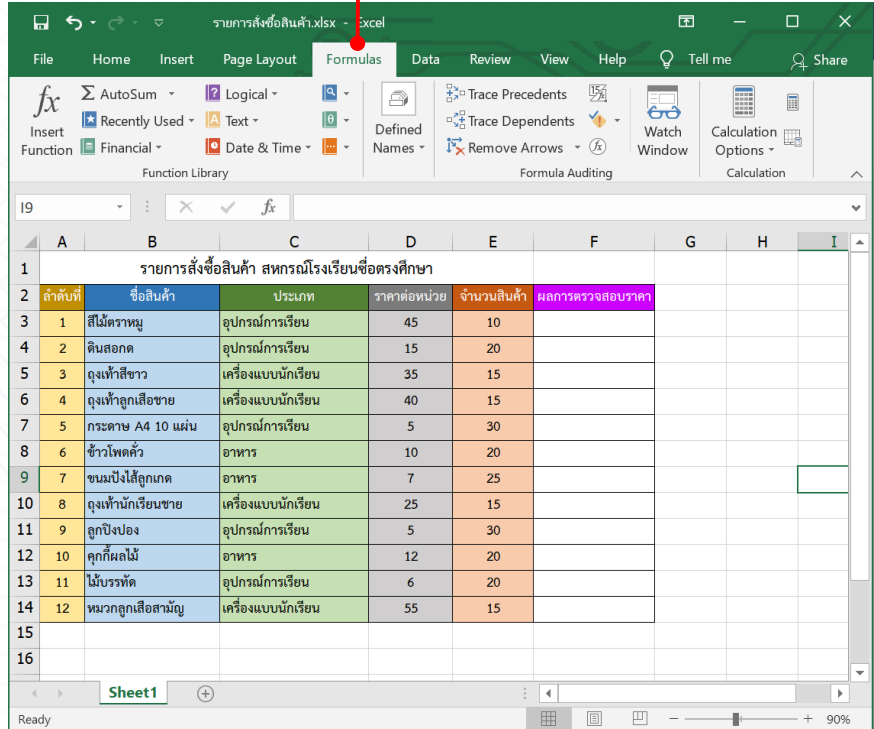 รายการสั่งซื้อสินค้า.xlsx - Excel
File Home Insert Page Layout Formulas Data Review View Help Tell me Share
fx Insert Function
Σ AutoSum
Recently Used
Financial
? Logical
A Text
Date & Time
θ
Function Library
Defined Names
Trace Precedents
Trace Dependents
Remove Arrows
fx
Formula Auditing
Watch Window
Calculation Options
Calculation
I9 fx
A B C D E F G H I
1 รายการสั่งซื้อสินค้า สหกรณ์โรงเรียนซื่อตรงศึกษา
2 ลำดับที่ ชื่อสินค้า ประเภท ราคาต่อหน่วย จำนวนสินค้า ผลการตรวจสอบราคา
3 1 สีไม้ตราหมู อุปกรณ์การเรียน 45 10
4 2 ดินสอกด อุปกรณ์การเรียน 15 20
5 3 ถุงเท้าสีขาว เครื่องแบบนักเรียน 35 15
6 4 ถุงเท้าลูกเสือชาย เครื่องแบบนักเรียน 40 15
7 5 กระดาษ A4 10 แผ่น อุปกรณ์การเรียน 5 30
8 6 ข้าวโพดคั่ว อาหาร 10 20
9 7 ขนมปังไส้ลูกเกด อาหาร 7 25
10 8 ถุงเท้านักเรียนชาย เครื่องแบบนักเรียน 25 15
11 9 ลูกปิงปอง อุปกรณ์การเรียน 5 30
12 10 คุกกี้ผลไม้ อาหาร 12 20
13 11 ไม้บรรทัด อุปกรณ์การเรียน 6 20
14 12 หมวกลูกเสือสามัญ เครื่องแบบนักเรียน 55 15
15
16
Sheet1
Ready 90%